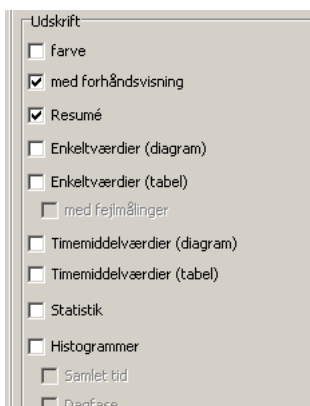 Udskrift
farve
med forhåndsvisning
Resumé
Enkeltværdier (diagram)
Enkeltværdier (tabel)
med fejlmålinger
Timemiddelværdier (diagram)
Timemiddelværdier (tabel)
Statistik
Histogrammer
Samlet tid
Dagfase